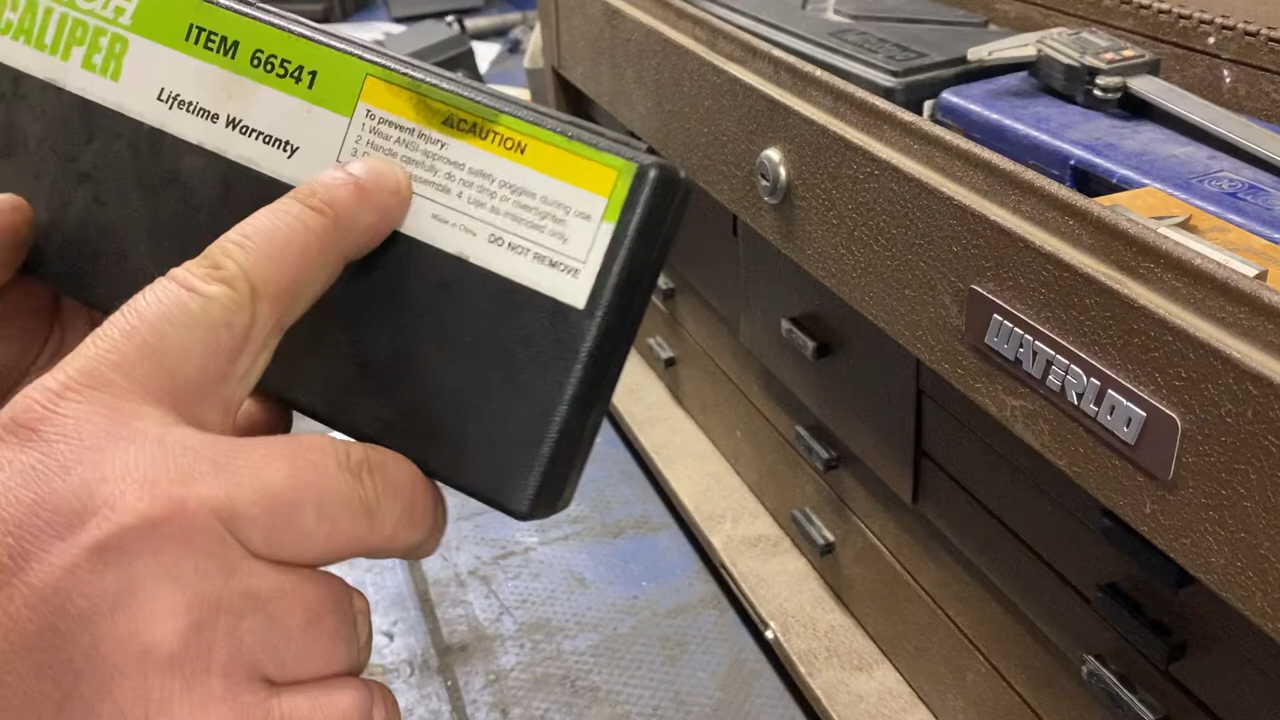 CALIPER
ITEM 66541
Lifetime Warranty
⚠CAUTION
To prevent injury:
1. Wear ANSI-approved safety goggles during use.
2. Handle carefully; do not drop or overtighten.
3. 4. Use as intended only.
Made in China
DO NOT REMOVE
WATERLOO